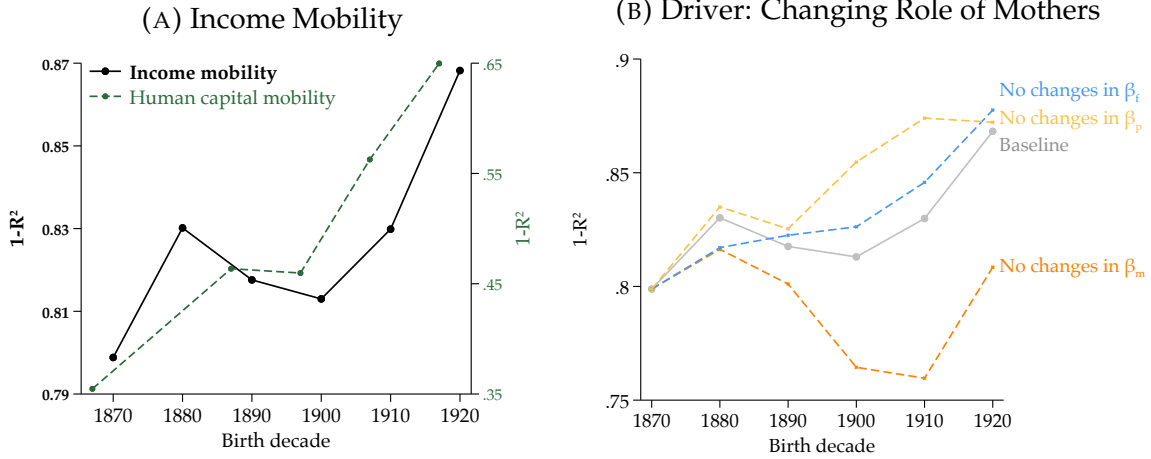 (A) Income Mobility
0.87
0.85
0.83
0.81
0.79
1-R²
Income mobility
Human capital mobility
.65
.55
.45
.35
1-R²
1870 1880 1890 1900 1910 1920
Birth decade
(B) Driver: Changing Role of Mothers
.9
.85
.8
.75
1-R²
No changes in βf
No changes in βp
Baseline
No changes in βm
1870 1880 1890 1900 1910 1920
Birth decade